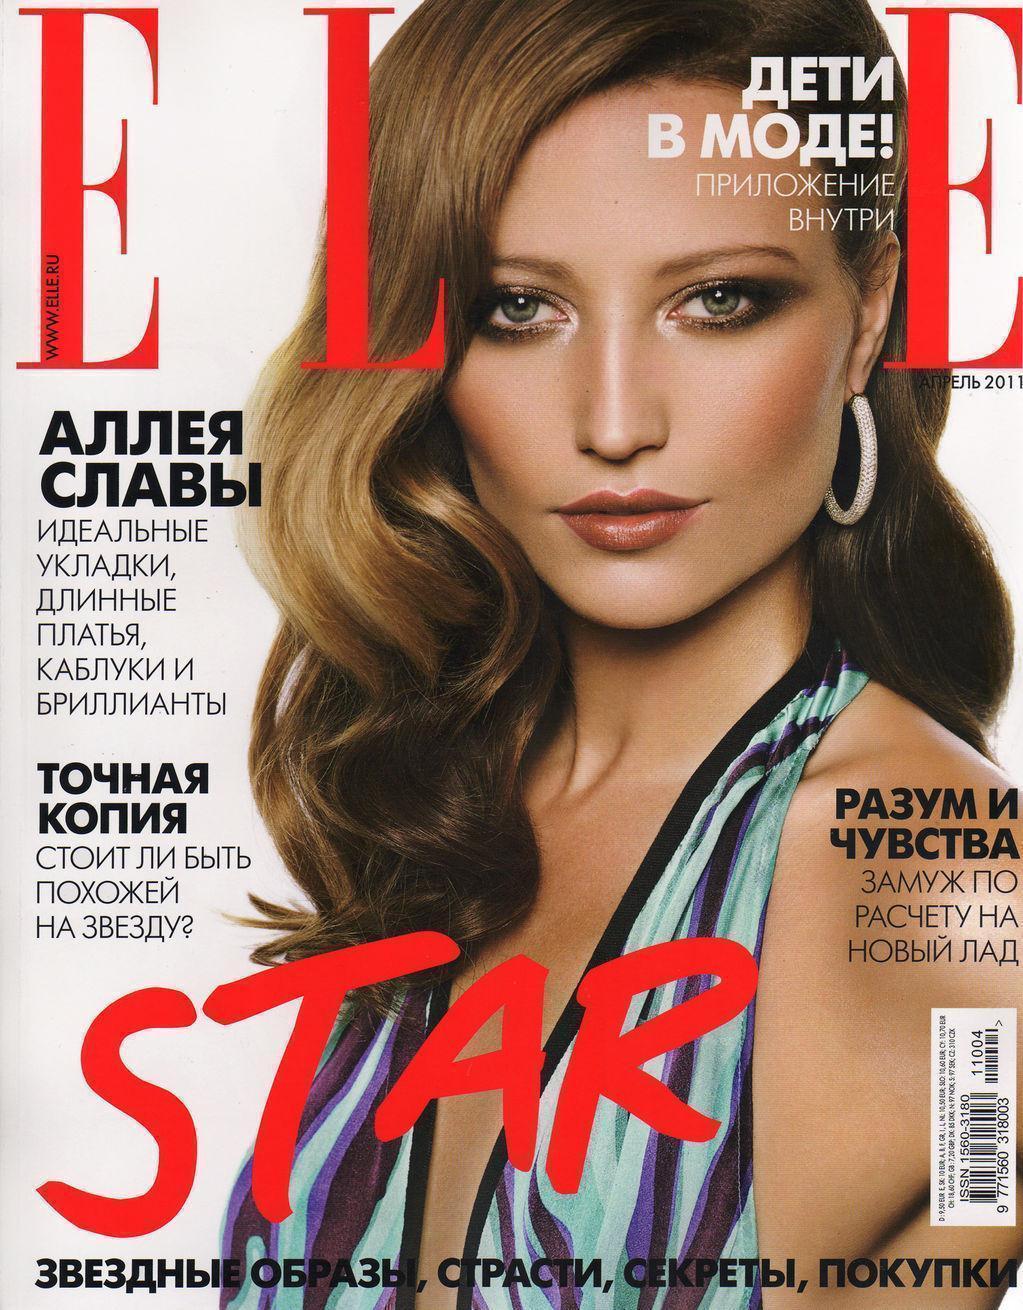 ELLE
WWW.ELLE.RU
ДЕТИ
В МОДЕ!
ПРИЛОЖЕНИЕ
ВНУТРИ
АПРЕЛЬ 2011
АЛЛЕЯ
СЛАВЫ
ИДЕАЛЬНЫЕ
УКЛАДКИ,
ДЛИННЫЕ
ПЛАТЬЯ,
КАБЛУКИ И
БРИЛЛИАНТЫ
ТОЧНАЯ
КОПИЯ
СТОИТ ЛИ БЫТЬ
ПОХОЖЕЙ
НА ЗВЕЗДУ?
РАЗУМ И
ЧУВСТВА
ЗАМУЖ ПО
РАСЧЕТУ НА
НОВЫЙ ЛАД
STAR
ISSN 1560-3180
11004
9 771560 318003
ЗВЕЗДНЫЕ ОБРАЗЫ, СТРАСТИ, СЕКРЕТЫ, ПОКУПКИ